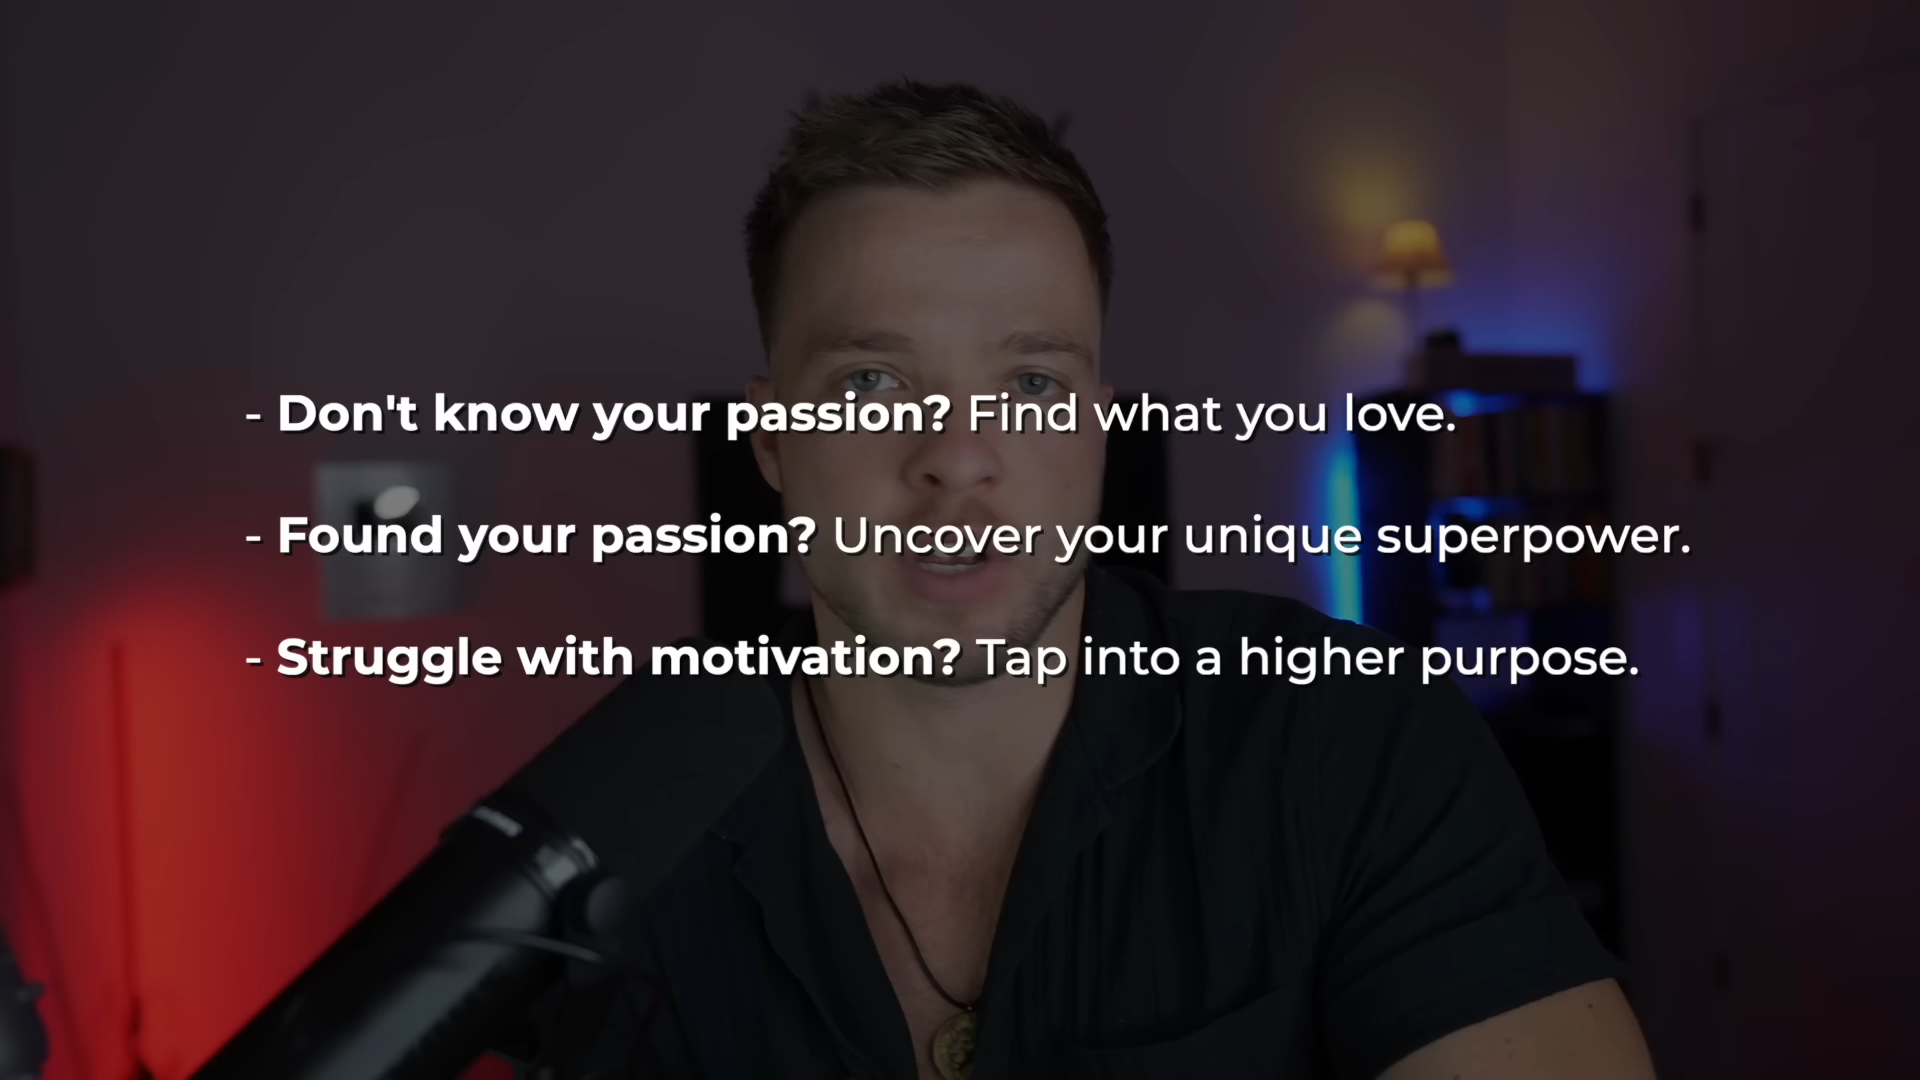 - Don't know your passion? Find what you love.
- Found your passion? Uncover your unique superpower.
- Struggle with motivation? Tap into a higher purpose.